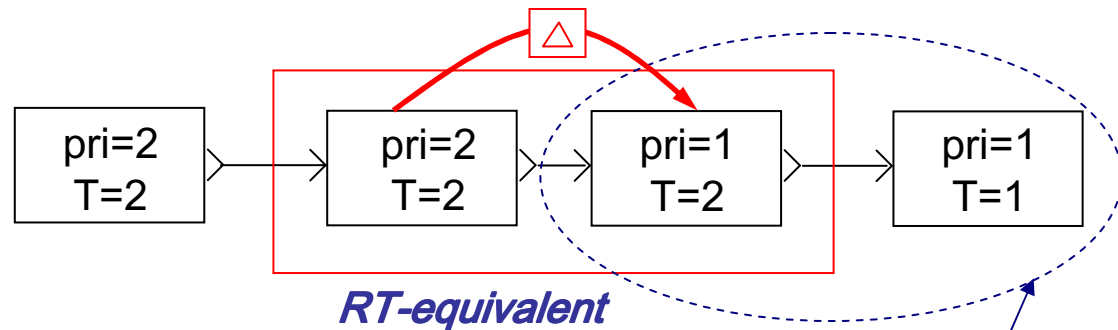 △
pri=2
T=2
pri=2
T=2
pri=1
T=2
pri=1
T=1
RT-equivalent